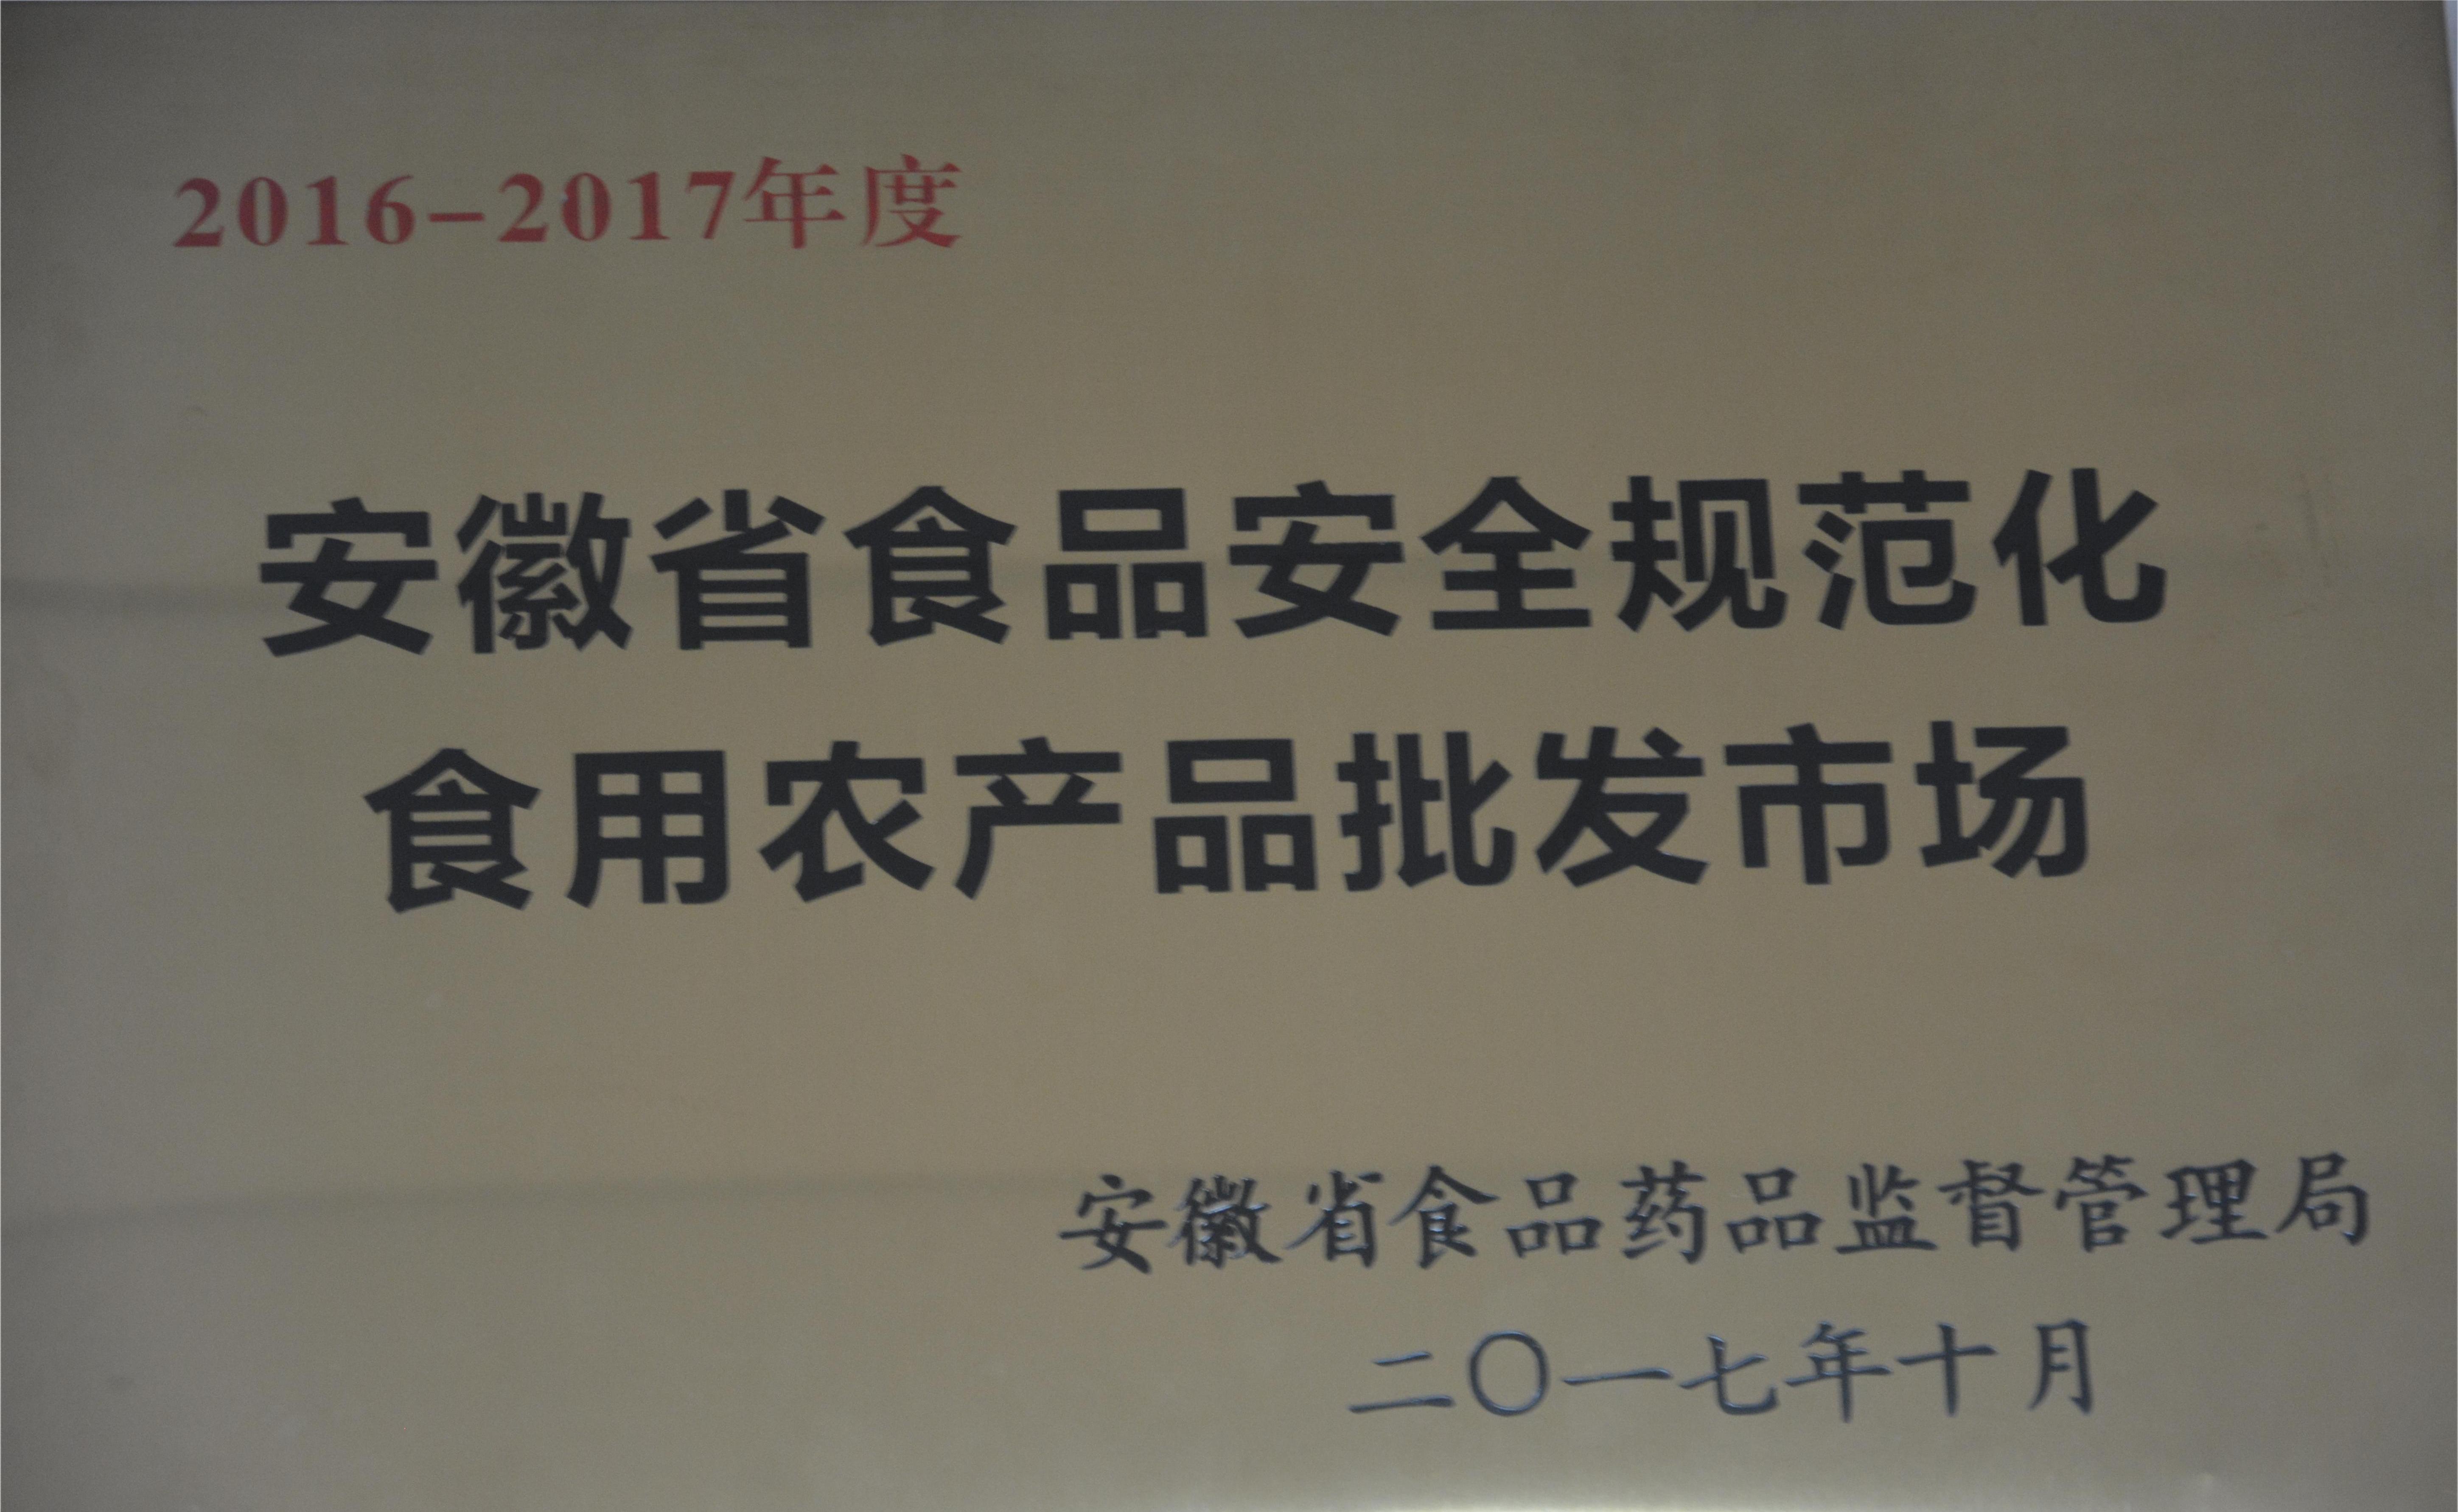 2016-2017年度
安徽省食品安全规范化
食用农产品批发市场
安徽省食品药品监督管理局
二〇一七年十月